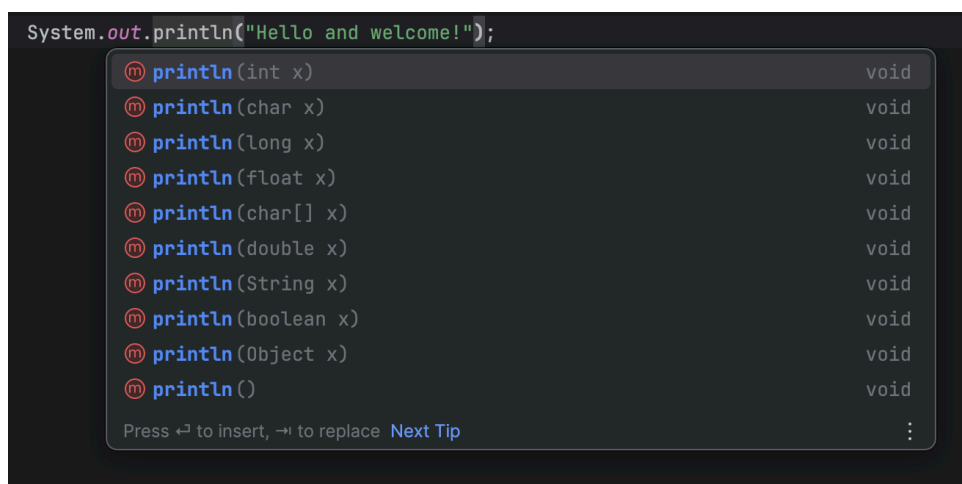 System.out.println("Hello and welcome!");
m println(int x) void
m println(char x) void
m println(long x) void
m println(float x) void
m println(char[] x) void
m println(double x) void
m println(String x) void
m println(boolean x) void
m println(Object x) void
m println() void
Press ↵ to insert, ⇥ to replace Next Tip